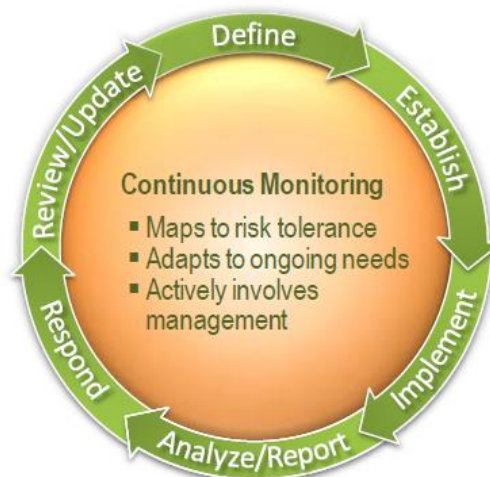 Define
Establish
Implement
Analyze/Report
Respond
Review/Update
Continuous Monitoring
▪ Maps to risk tolerance
▪ Adapts to ongoing needs
▪ Actively involves
management